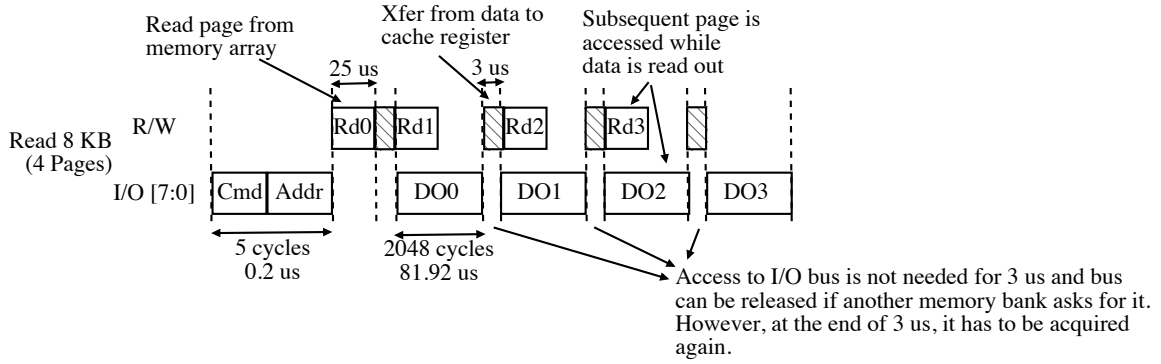 Read page from
memory array
Xfer from data to
cache register
Subsequent page is
accessed while
data is read out
25 us
3 us
Read 8 KB
(4 Pages)
R/W
Rd0
Rd1
Rd2
Rd3
I/O [7:0]
Cmd
Addr
DO0
DO1
DO2
DO3
5 cycles
0.2 us
2048 cycles
81.92 us
Access to I/O bus is not needed for 3 us and bus
can be released if another memory bank asks for it.
However, at the end of 3 us, it has to be acquired
again.